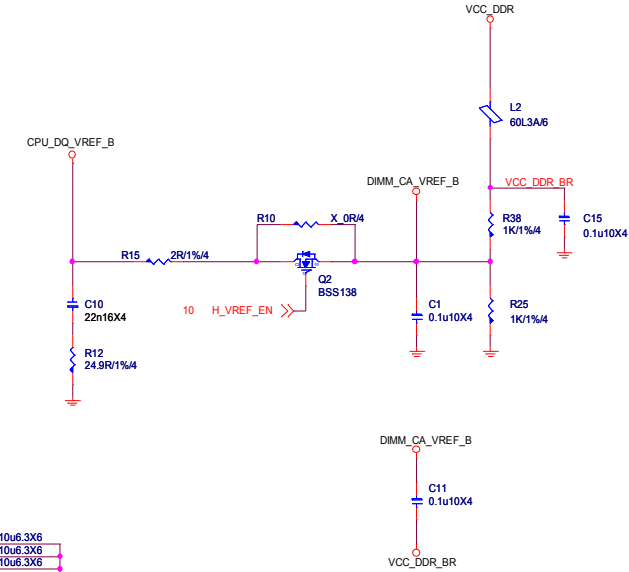 VCC_DDR
L2
60L3A/6
CPU_DQ_VREF_B
DIMM_CA_VREF_B
VCC_DDR_BR
R10
X_0R/4
R38
1K/1%/4
C15
0.1u10X4
R15
2R/1%/4
Q2
BSS138
10
H_VREF_EN
C10
22n16X4
C1
0.1u10X4
R25
1K/1%/4
R12
24.9R/1%/4
DIMM_CA_VREF_B
C11
0.1u10X4
VCC_DDR_BR
10u6.3X6
10u6.3X6
10u6.3X6